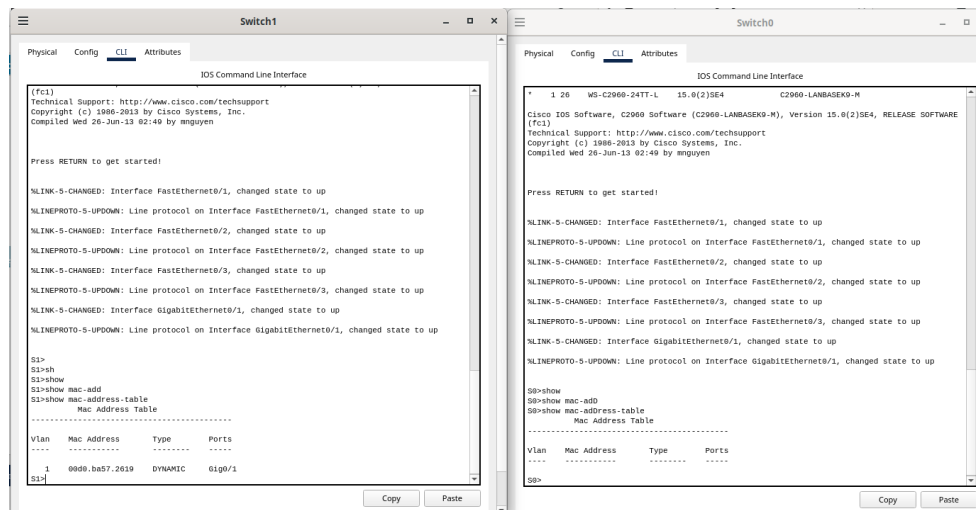 Switch1
Physical Config CLI Attributes
IOS Command Line Interface
(fc1)
Technical Support: http://www.cisco.com/techsupport
Copyright (c) 1986-2013 by Cisco Systems, Inc.
Compiled Wed 26-Jun-13 02:49 by mnguyen
Press RETURN to get started!
%LINK-5-CHANGED: Interface FastEthernet0/1, changed state to up
%LINEPROTO-5-UPDOWN: Line protocol on Interface FastEthernet0/1, changed state to up
%LINK-5-CHANGED: Interface FastEthernet0/2, changed state to up
%LINEPROTO-5-UPDOWN: Line protocol on Interface FastEthernet0/2, changed state to up
%LINK-5-CHANGED: Interface FastEthernet0/3, changed state to up
%LINEPROTO-5-UPDOWN: Line protocol on Interface FastEthernet0/3, changed state to up
%LINK-5-CHANGED: Interface GigabitEthernet0/1, changed state to up
%LINEPROTO-5-UPDOWN: Line protocol on Interface GigabitEthernet0/1, changed state to up
S1>
S1>sh
S1>show
S1>show mac-add
S1>show mac-address-table
Mac Address Table
-------------------------------------------
Vlan Mac Address Type Ports
---- ----------- -------- -----
1 00d0.ba57.2619 DYNAMIC Gig0/1
S1>
Copy Paste
Switch0
Physical Config CLI Attributes
IOS Command Line Interface
* 1 26 WS-C2960-24TT-L 15.0(2)SE4 C2960-LANBASEK9-M
Cisco IOS Software, C2960 Software (C2960-LANBASEK9-M), Version 15.0(2)SE4, RELEASE SOFTWARE
(fc1)
Technical Support: http://www.cisco.com/techsupport
Copyright (c) 1986-2013 by Cisco Systems, Inc.
Compiled Wed 26-Jun-13 02:49 by mnguyen
Press RETURN to get started!
%LINK-5-CHANGED: Interface FastEthernet0/1, changed state to up
%LINEPROTO-5-UPDOWN: Line protocol on Interface FastEthernet0/1, changed state to up
%LINK-5-CHANGED: Interface FastEthernet0/2, changed state to up
%LINEPROTO-5-UPDOWN: Line protocol on Interface FastEthernet0/2, changed state to up
%LINK-5-CHANGED: Interface FastEthernet0/3, changed state to up
%LINEPROTO-5-UPDOWN: Line protocol on Interface FastEthernet0/3, changed state to up
%LINK-5-CHANGED: Interface GigabitEthernet0/1, changed state to up
%LINEPROTO-5-UPDOWN: Line protocol on Interface GigabitEthernet0/1, changed state to up
S0>show
S0>show mac-adD
S0>show mac-adDress-table
Mac Address Table
-------------------------------------------
Vlan Mac Address Type Ports
---- ----------- -------- -----
S0>
Copy Paste